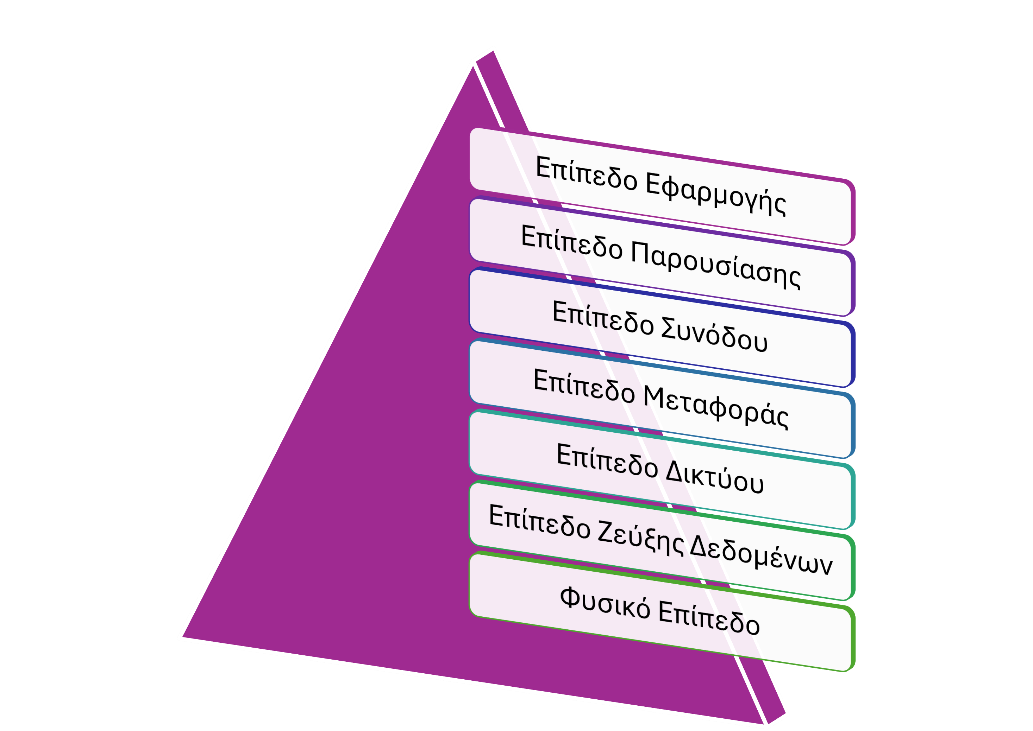 Επίπεδο Εφαρμογής
Επίπεδο Παρουσίασης
Επίπεδο Συνόδου
Επίπεδο Μεταφοράς
Επίπεδο Δικτύου
Επίπεδο Ζεύξης Δεδομένων
Φυσικό Επίπεδο